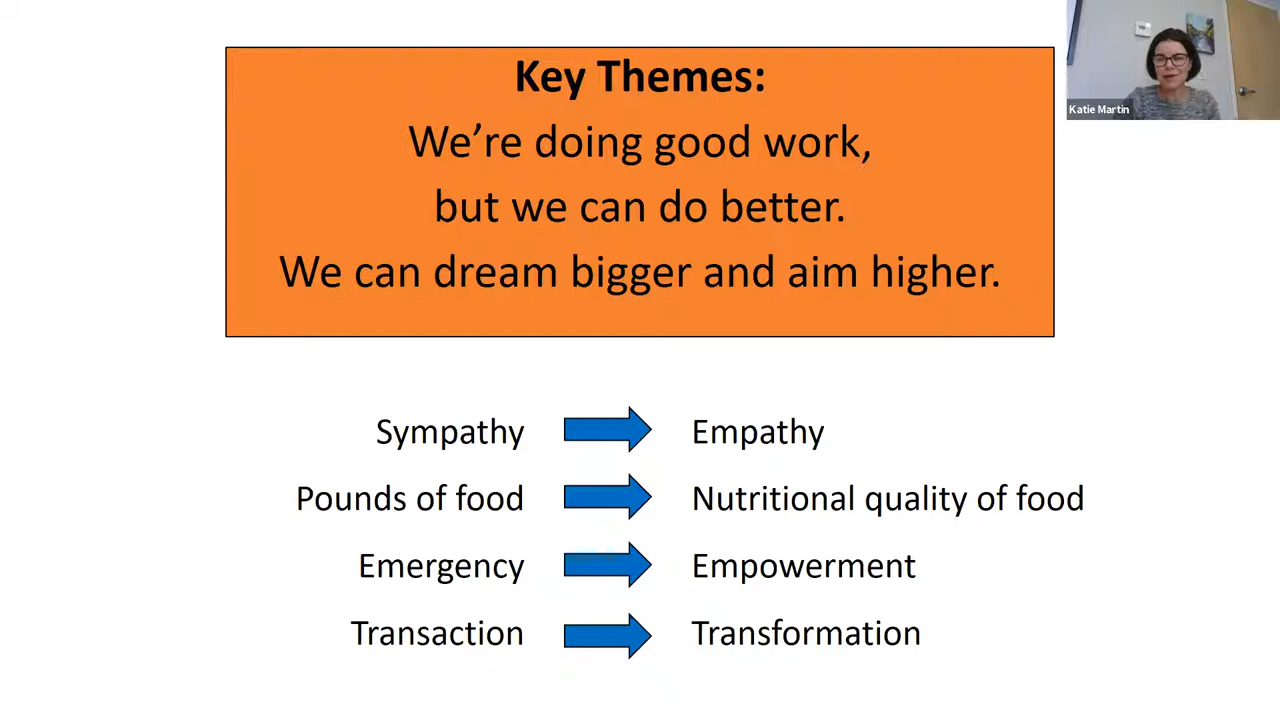 Key Themes:
We’re doing good work,
but we can do better.
We can dream bigger and aim higher.
Katie Martin
Sympathy Empathy
Pounds of food Nutritional quality of food
Emergency Empowerment
Transaction Transformation